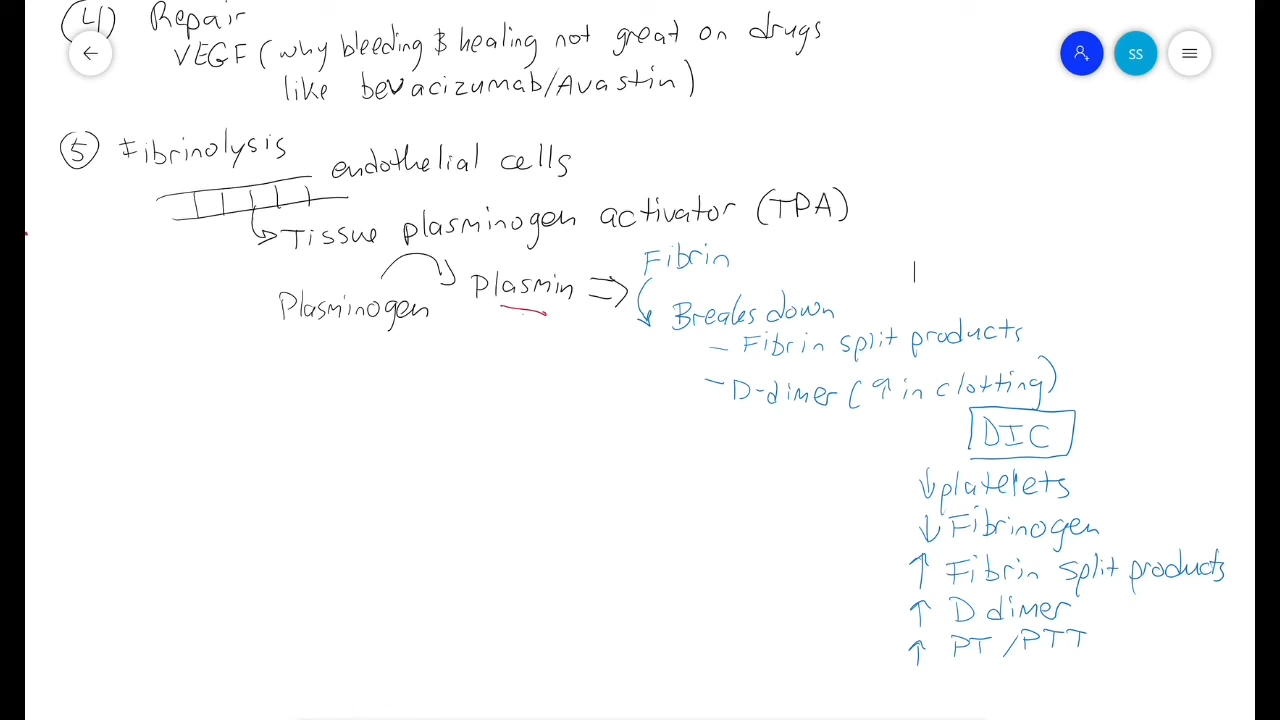 (4) Repair
VEGF (why bleeding & healing not great on drugs
like bevacizumab/Avastin)
SS
5 Fibrinolysis
endothelial cells
Tissue plasminogen activator (TPA)
Plasminogen Plasmin ⇒ Fibrin
Breaks down
- Fibrin split products
- D-dimer (↑ in clotting)
DIC
↓ platelets
↓ Fibrinogen
↑ Fibrin split products
↑ D dimer
↑ PT/PTT